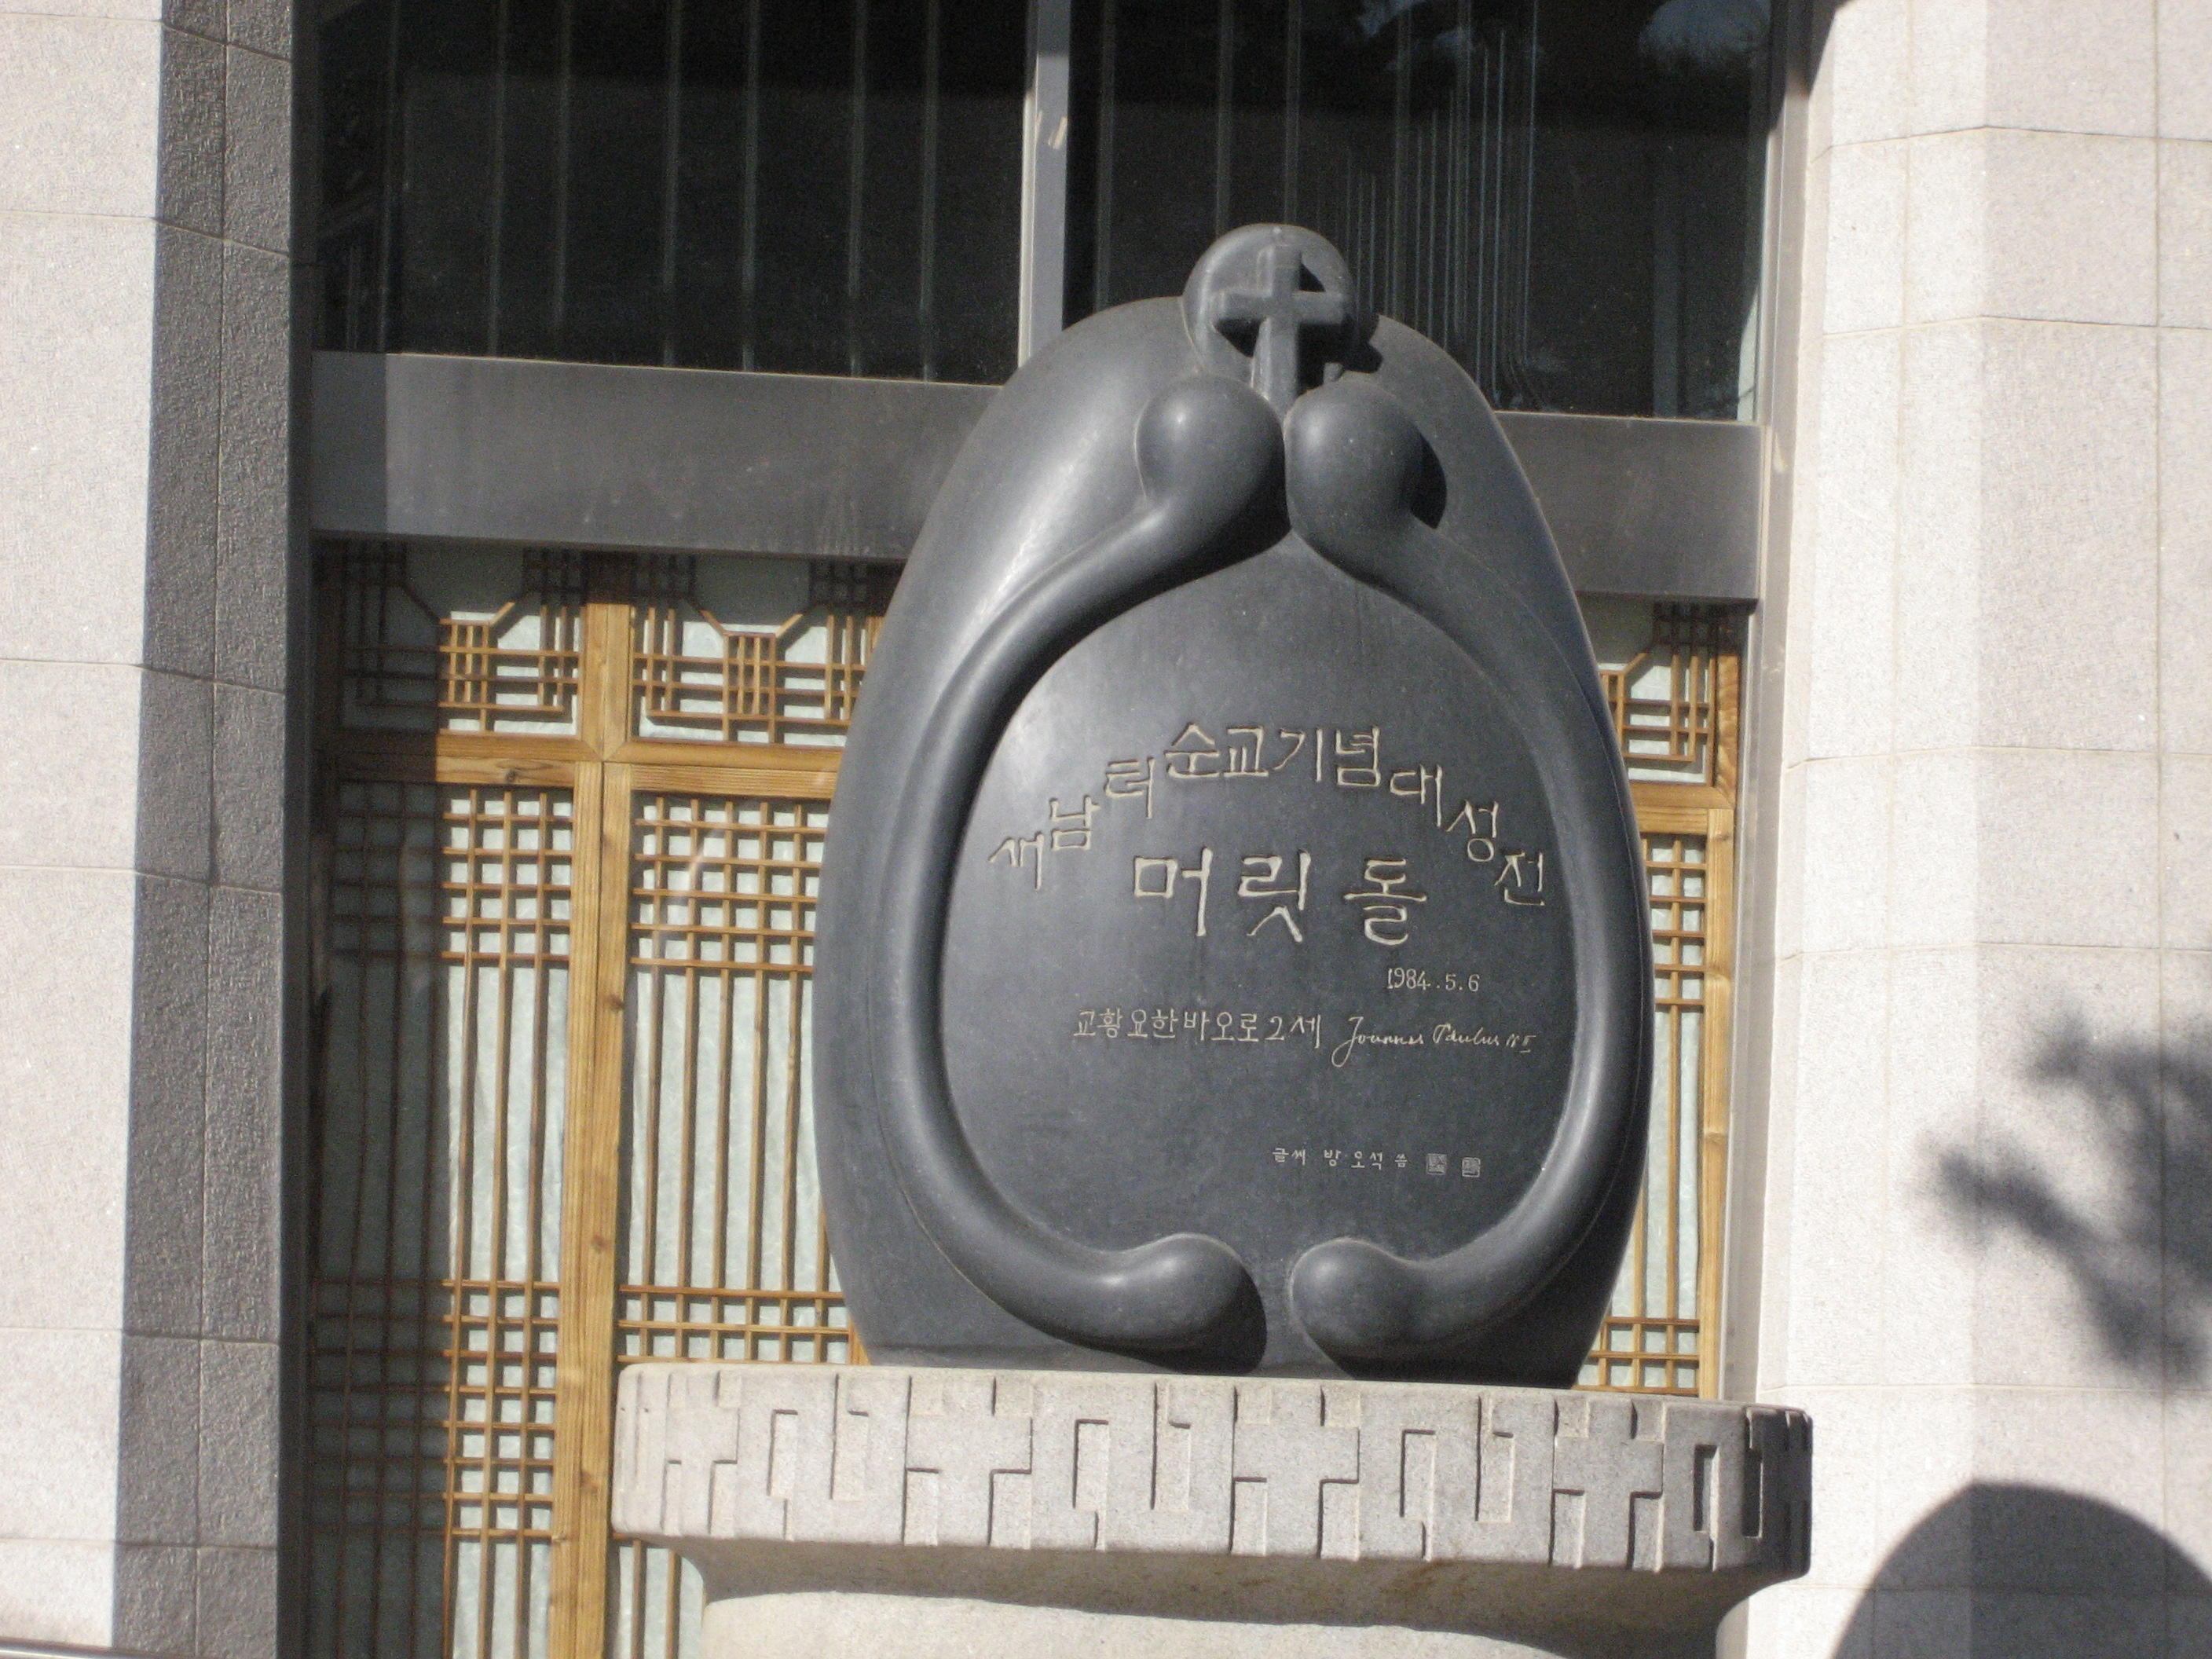 새남터순교기념대성전
머릿돌
1984.5.6
교황요한바오로2세 Joannes Paulus PP II
글씨 방오석 씀